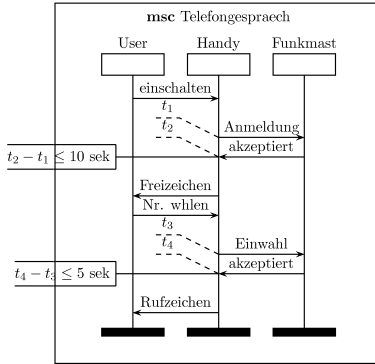 msc Telefongespraech
User
Handy
Funkmast
einschalten
t₁
t₂
Anmeldung
akzeptiert
t₂ − t₁ ≤ 10 sek
Freizeichen
Nr. whlen
t₃
t₄
Einwahl
akzeptiert
t₄ − t₃ ≤ 5 sek
Rufzeichen